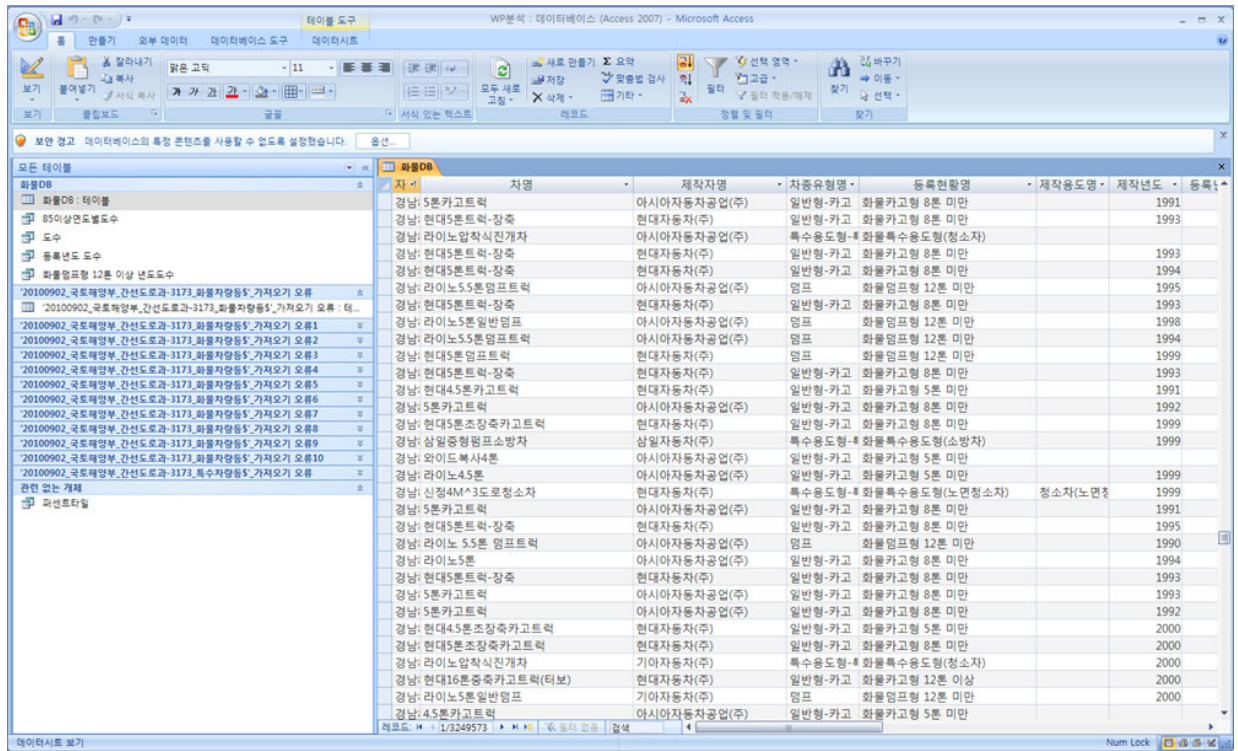 테이블 도구
WP분석 : 데이터베이스 (Access 2007) - Microsoft Access
홈 만들기 외부 데이터 데이터베이스 도구 데이터시트
보기
붙여넣기
잘라내기
복사
서식 복사
맑은 고딕 11
가 가 가 가
모두 새로 고침
새로 만들기
저장
삭제
Σ 요약
맞춤법 검사
기타
필터
선택 영역
고급
필터 적용/해제
찾기
바꾸기
이동
선택
보기 클립보드 글꼴 서식 있는 텍스트 레코드 정렬 및 필터 찾기
보안 경고 데이터베이스의 특정 콘텐츠를 사용할 수 없도록 설정했습니다. 옵션...
모든 테이블
화물DB
화물DB : 테이블
85이상연도별도수
도수
등록년도 도수
화물덤프형 12톤 이상 년도도수
'20100902_국토해양부_간선도로과-3173_화물차량등$'_가져오기 오류
'20100902_국토해양부_간선도로과-3173_화물차량등$'_가져오기 오류 : 테...
'20100902_국토해양부_간선도로과-3173_화물차량등$'_가져오기 오류1
'20100902_국토해양부_간선도로과-3173_화물차량등$'_가져오기 오류2
'20100902_국토해양부_간선도로과-3173_화물차량등$'_가져오기 오류3
'20100902_국토해양부_간선도로과-3173_화물차량등$'_가져오기 오류4
'20100902_국토해양부_간선도로과-3173_화물차량등$'_가져오기 오류5
'20100902_국토해양부_간선도로과-3173_화물차량등$'_가져오기 오류6
'20100902_국토해양부_간선도로과-3173_화물차량등$'_가져오기 오류7
'20100902_국토해양부_간선도로과-3173_화물차량등$'_가져오기 오류8
'20100902_국토해양부_간선도로과-3173_화물차량등$'_가져오기 오류9
'20100902_국토해양부_간선도로과-3173_화물차량등$'_가져오기 오류10
'20100902_국토해양부_간선도로과-3173_특수차량등$'_가져오기 오류
관련 없는 개체
퍼센트타일
화물DB
자 차명 제작자명 차종유형명 등록현황명 제작용도명 제작년도 등록
경남 5톤카고트럭 아시아자동차공업(주) 일반형-카고 화물카고형 8톤 미만 1991
경남 현대5톤트럭-장축 현대자동차(주) 일반형-카고 화물카고형 8톤 미만 1993
경남 라이노압착식진개차 아시아자동차공업(주) 특수용도형- 화물특수용도형(청소차)
경남 현대5톤트럭-장축 현대자동차(주) 일반형-카고 화물카고형 8톤 미만 1993
경남 현대5톤트럭-장축 현대자동차(주) 일반형-카고 화물카고형 8톤 미만 1994
경남 라이노5.5톤덤프트럭 아시아자동차공업(주) 덤프 화물덤프형 12톤 미만 1995
경남 현대5톤트럭-장축 현대자동차(주) 일반형-카고 화물카고형 8톤 미만 1993
경남 라이노5톤일반덤프 아시아자동차공업(주) 덤프 화물덤프형 12톤 미만 1998
경남 라이노5.5톤덤프트럭 아시아자동차공업(주) 덤프 화물덤프형 12톤 미만 1994
경남 현대5톤덤프트럭 현대자동차(주) 덤프 화물덤프형 12톤 미만 1999
경남 현대5톤트럭-장축 현대자동차(주) 일반형-카고 화물카고형 8톤 미만 1993
경남 현대4.5톤카고트럭 현대자동차(주) 일반형-카고 화물카고형 5톤 미만 1991
경남 5톤카고트럭 아시아자동차공업(주) 일반형-카고 화물카고형 8톤 미만 1992
경남 현대5톤초장축카고트럭 현대자동차(주) 일반형-카고 화물카고형 8톤 미만 1999
경남 삼일중형펌프소방차 삼일자동차(주) 특수용도형- 화물특수용도형(소방차) 1999
경남 와이드복사4톤 아시아자동차공업(주) 일반형-카고 화물카고형 5톤 미만
경남 라이노4.5톤 아시아자동차공업(주) 일반형-카고 화물카고형 5톤 미만 1999
경남 신정4M^3도로청소차 현대자동차(주) 특수용도형- 화물특수용도형(노면청소차) 청소차(노면청 1999
경남 5톤카고트럭 아시아자동차공업(주) 일반형-카고 화물카고형 8톤 미만 1991
경남 현대5톤트럭-장축 현대자동차(주) 일반형-카고 화물카고형 8톤 미만 1995
경남 라이노 5.5톤 덤프트럭 아시아자동차공업(주) 덤프 화물덤프형 12톤 미만 1990
경남 라이노5톤 아시아자동차공업(주) 일반형-카고 화물카고형 8톤 미만 1994
경남 현대5톤트럭-장축 현대자동차(주) 일반형-카고 화물카고형 8톤 미만 1993
경남 5톤카고트럭 아시아자동차공업(주) 일반형-카고 화물카고형 8톤 미만 1993
경남 5톤카고트럭 아시아자동차공업(주) 일반형-카고 화물카고형 8톤 미만 1992
경남 현대4.5톤초장축카고트럭 현대자동차(주) 일반형-카고 화물카고형 5톤 미만 2000
경남 현대5톤초장축카고트럭 현대자동차(주) 일반형-카고 화물카고형 8톤 미만 2000
경남 라이노압착식진개차 기아자동차(주) 특수용도형- 화물특수용도형(청소차) 2000
경남 현대16톤중축카고트럭(터보) 현대자동차(주) 일반형-카고 화물카고형 12톤 이상 2000
경남 라이노5톤일반덤프 기아자동차(주) 덤프 화물덤프형 12톤 미만 2000
경남 4.5톤카고트럭 아시아자동차공업(주) 일반형-카고 화물카고형 5톤 미만
레코드: 1/3249573 필터 없음 검색
데이터시트 보기 Num Lock